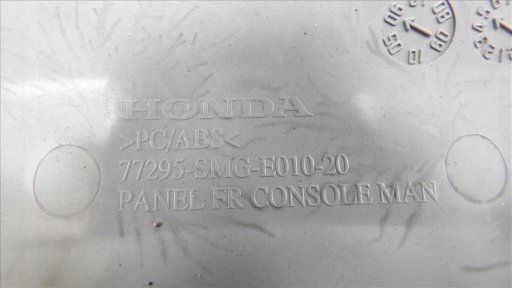 HONDA
>PC/ABS<
77295-SMG-E010-20
PANEL FR CONSOLE MAN